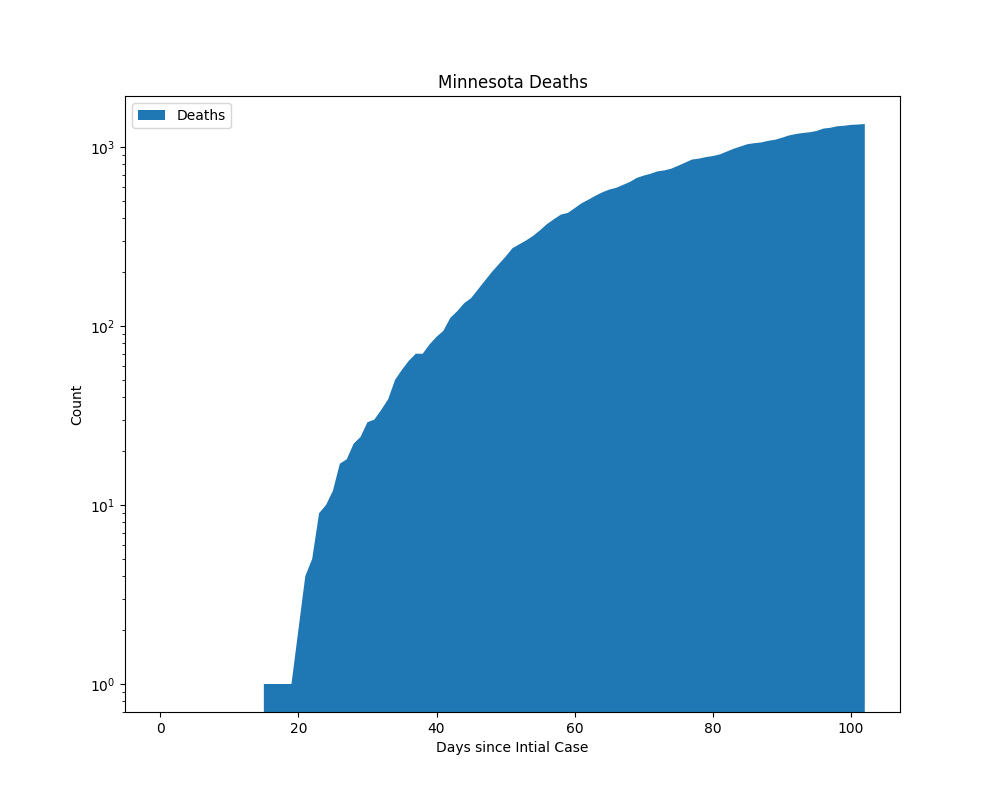 Minnesota Deaths
Deaths
Count
10³
10²
10¹
10⁰
0 20 40 60 80 100
Days since Intial Case